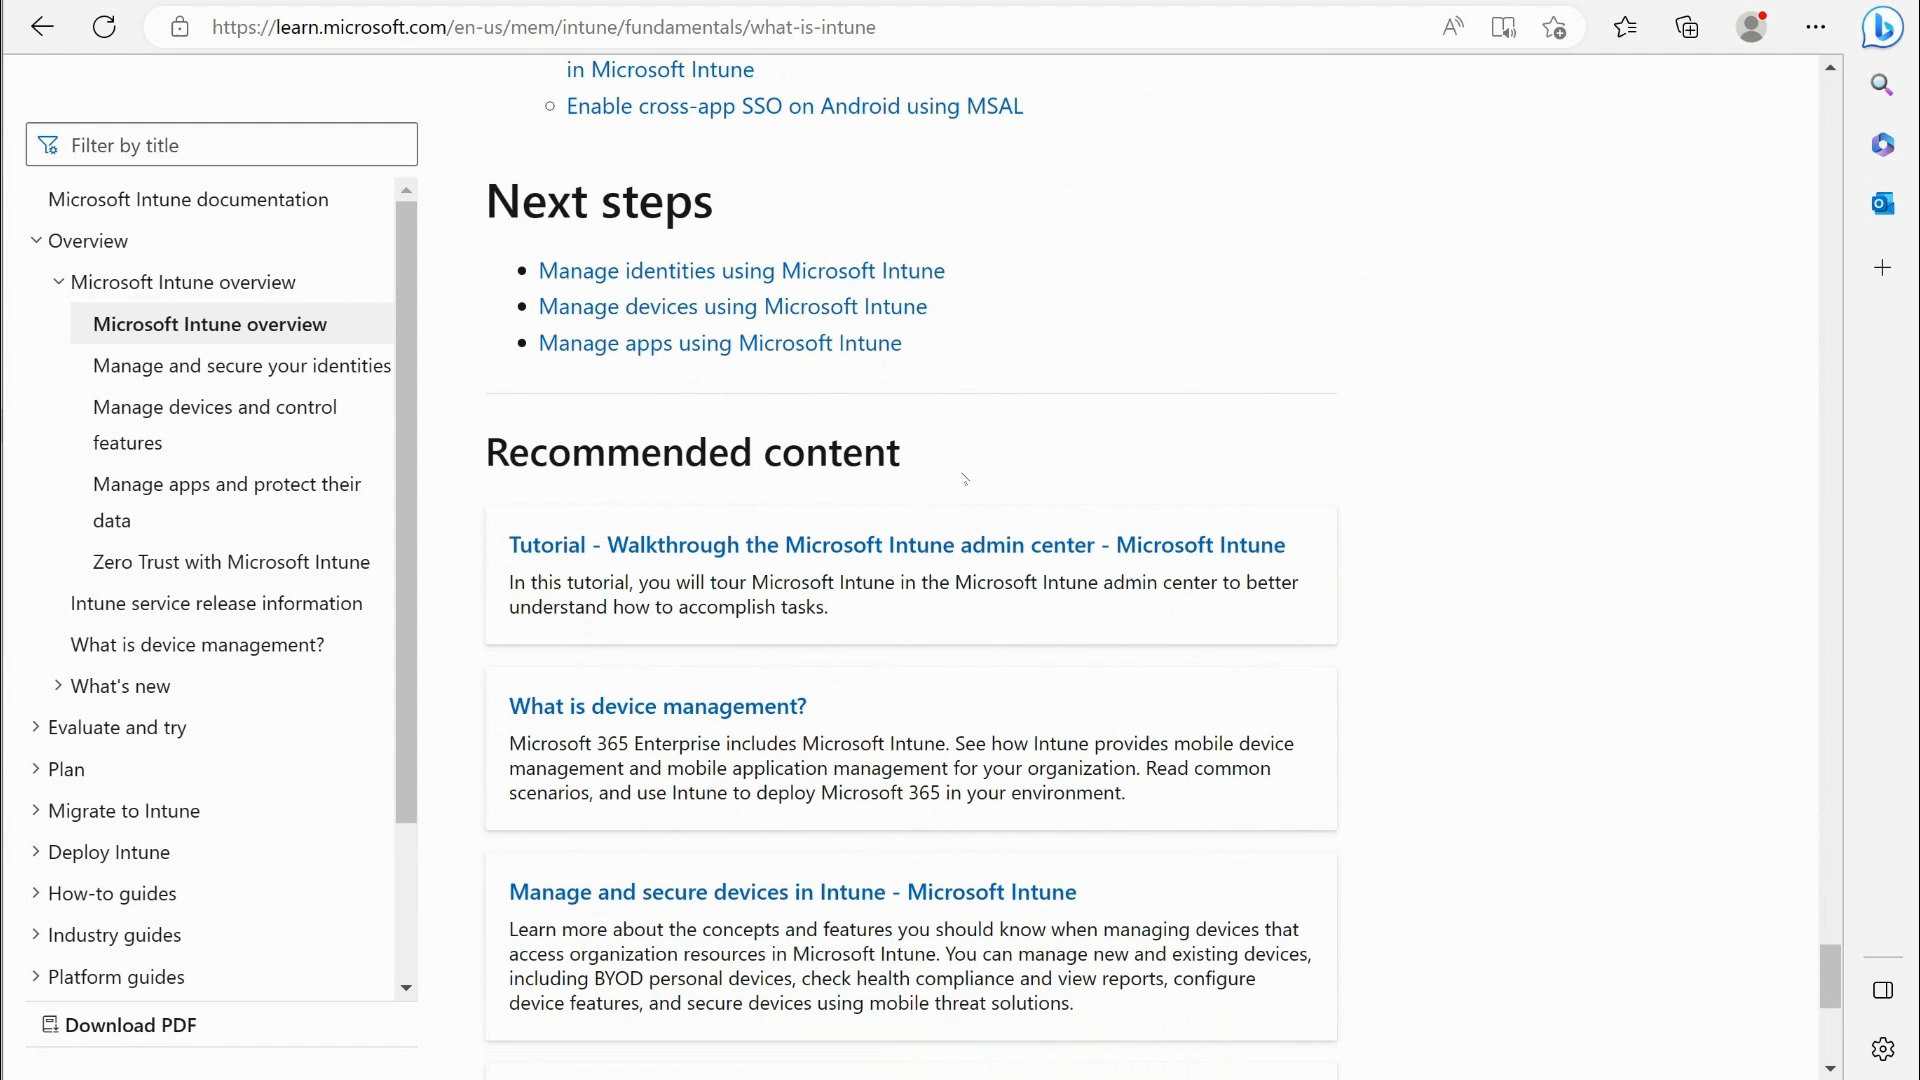 https://learn.microsoft.com/en-us/mem/intune/fundamentals/what-is-intune
Filter by title
Microsoft Intune documentation
Overview
Microsoft Intune overview
Microsoft Intune overview
Manage and secure your identities
Manage devices and control
features
Manage apps and protect their
data
Zero Trust with Microsoft Intune
Intune service release information
What is device management?
What's new
Evaluate and try
Plan
Migrate to Intune
Deploy Intune
How-to guides
Industry guides
Platform guides
Download PDF
in Microsoft Intune
Enable cross-app SSO on Android using MSAL
Next steps
Manage identities using Microsoft Intune
Manage devices using Microsoft Intune
Manage apps using Microsoft Intune
Recommended content
Tutorial - Walkthrough the Microsoft Intune admin center - Microsoft Intune
In this tutorial, you will tour Microsoft Intune in the Microsoft Intune admin center to better
understand how to accomplish tasks.
What is device management?
Microsoft 365 Enterprise includes Microsoft Intune. See how Intune provides mobile device
management and mobile application management for your organization. Read common
scenarios, and use Intune to deploy Microsoft 365 in your environment.
Manage and secure devices in Intune - Microsoft Intune
Learn more about the concepts and features you should know when managing devices that
access organization resources in Microsoft Intune. You can manage new and existing devices,
including BYOD personal devices, check health compliance and view reports, configure
device features, and secure devices using mobile threat solutions.